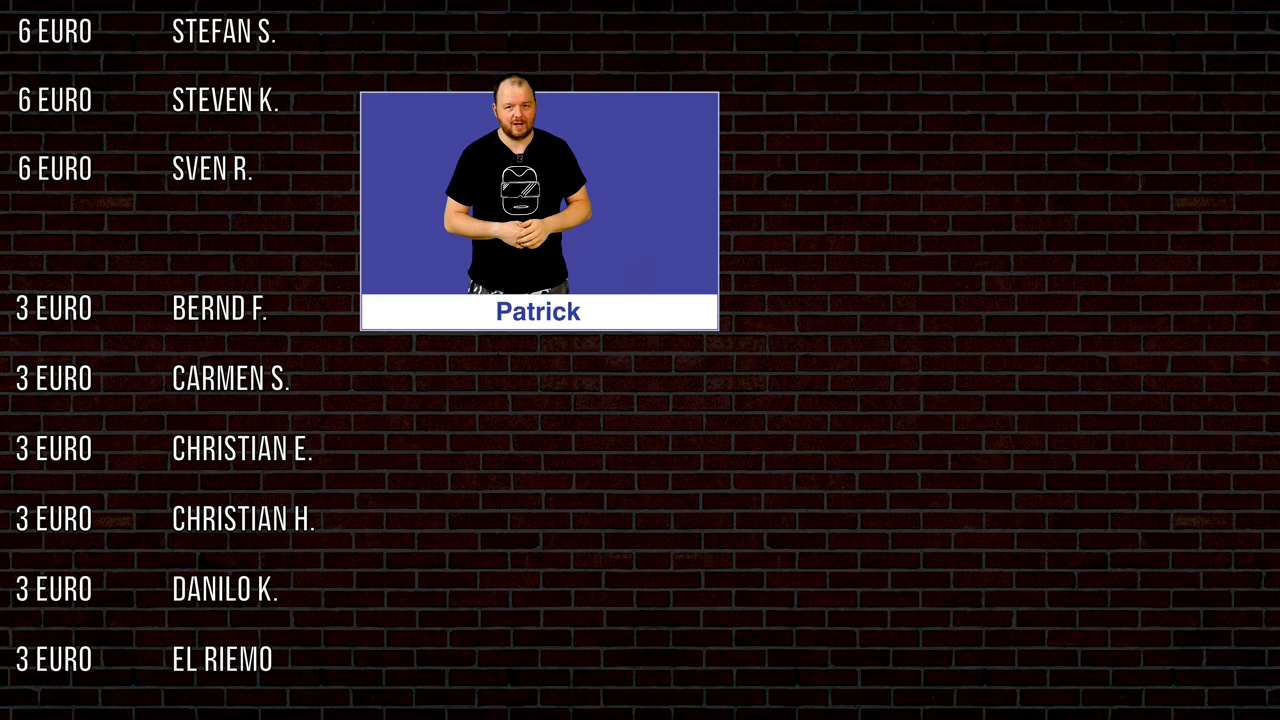 6 EURO STEFAN S.
6 EURO STEVEN K.
6 EURO SVEN R.
3 EURO BERND F.
Patrick
3 EURO CARMEN S.
3 EURO CHRISTIAN E.
3 EURO CHRISTIAN H.
3 EURO DANILO K.
3 EURO EL RIEMO